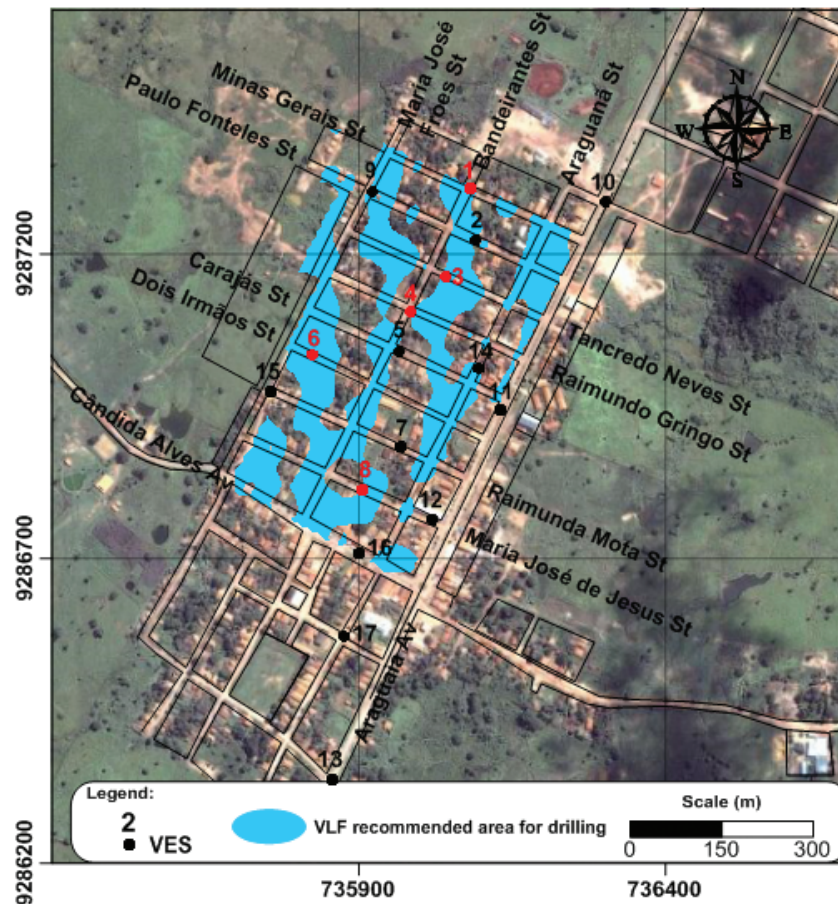 Minas Gerais St
Maria José
Froes St
Bandeirantes St
Araguaná St
Paulo Fonteles St
N
W
E
S
9
1
10
2
9287200
3
Carajás St
4
Dois Irmãos St
5
6
14
Tancredo Neves St
15
11
Raimundo Gringo St
Cândida Alves Av
7
8
12
Raimunda Mota St
9286700
16
Maria José de Jesus St
17
Araguaia Av
13
Legend:
2
VES
VLF recommended area for drilling
Scale (m)
0
150
300
9286200
735900
736400